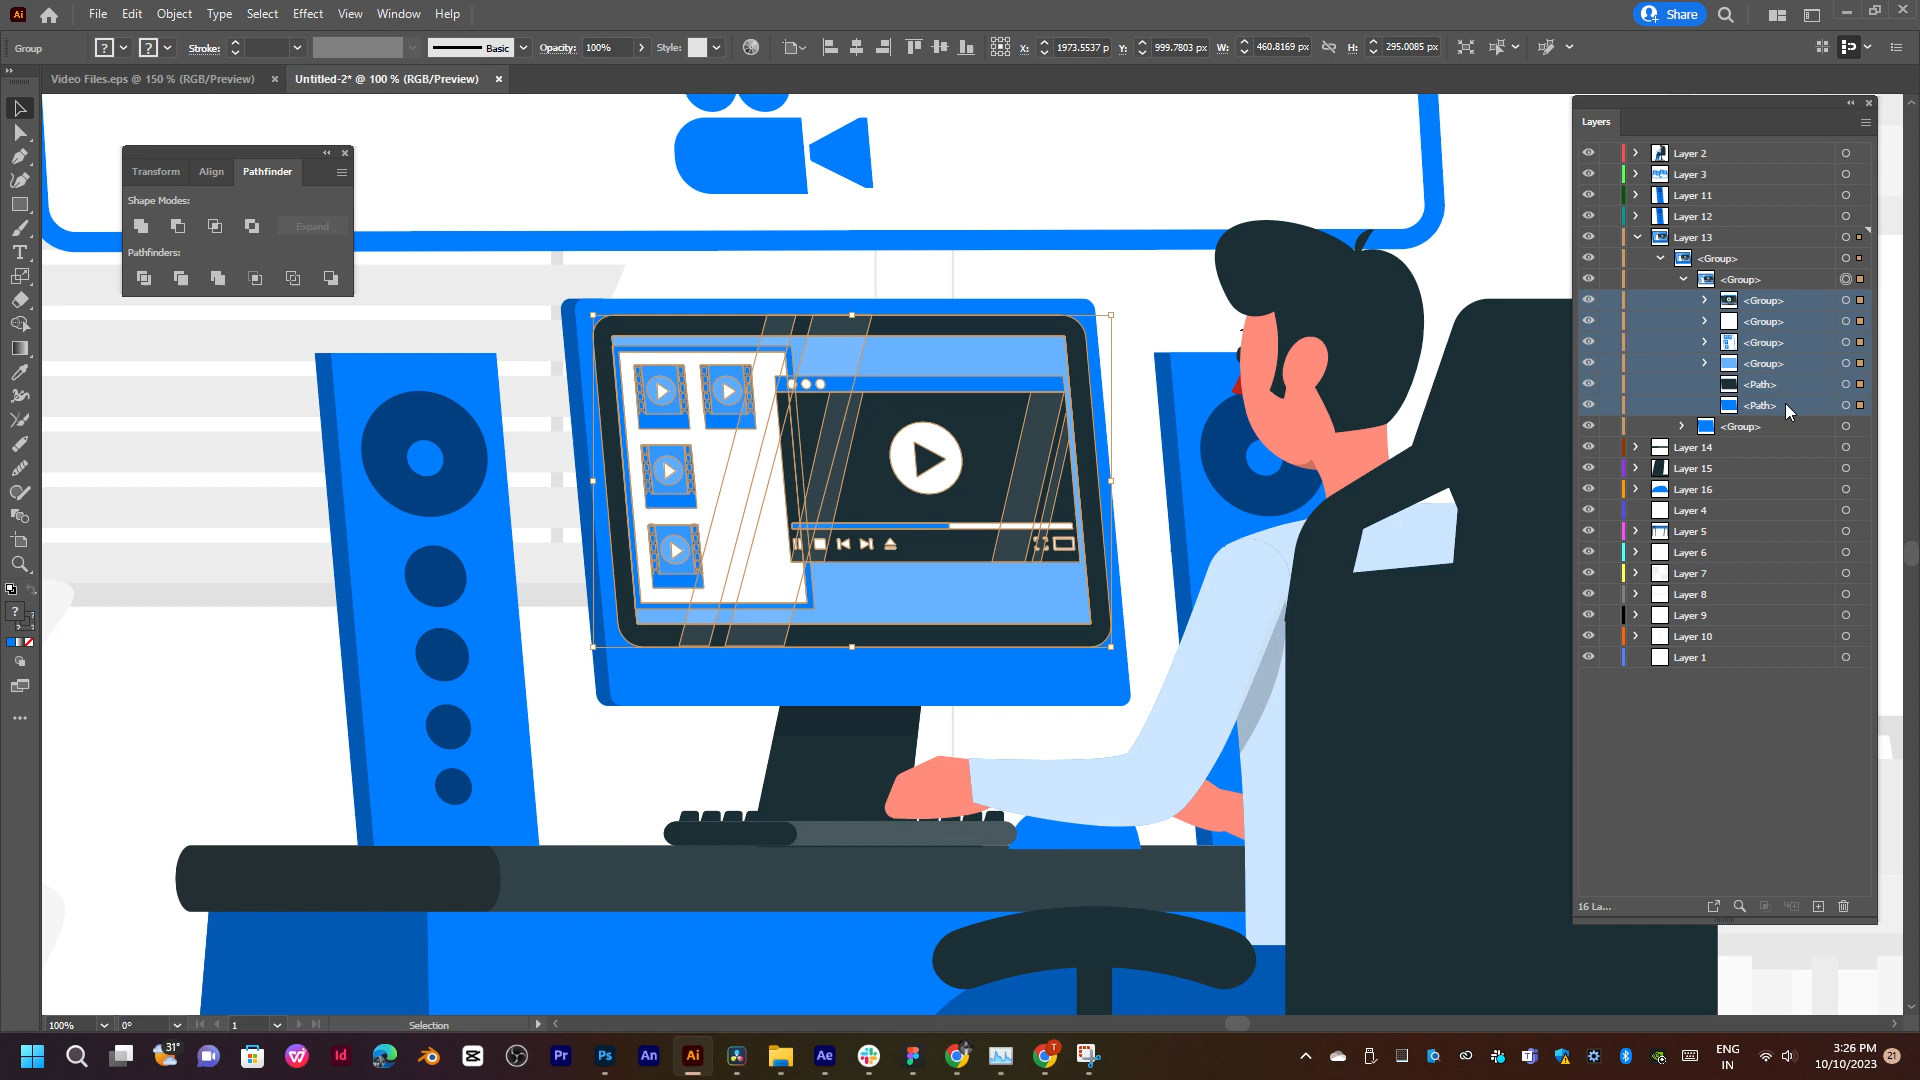 Ai File Edit Object Type Select Effect View Window Help Share
Group ? ? Stroke: Basic Opacity: 100% Style: X: 1973.5537 p Y: 999.7803 px W: 460.8169 px H: 295.0085 px
Video Files.eps @ 150 % (RGB/Preview) × Untitled-2* @ 100 % (RGB/Preview) ×
Transform Align Pathfinder
Shape Modes:
Expand
Pathfinders:
Layers
Layer 2
Layer 3
Layer 11
Layer 12
Layer 13
<Group>
<Group>
<Group>
<Group>
<Group>
<Group>
<Path>
<Path>
<Group>
Layer 14
Layer 15
Layer 16
Layer 4
Layer 5
Layer 6
Layer 7
Layer 8
Layer 9
Layer 10
Layer 1
16 La...
100% 0° 1 Selection
31° Id Pr Ps An Ai Ae T ENG IN 3:26 PM 10/10/2023 21